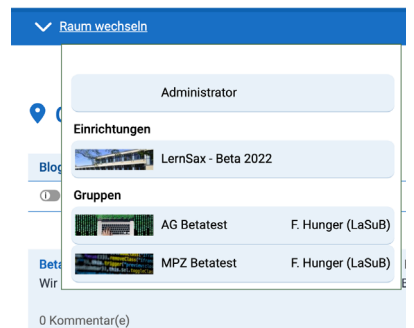 Raum wechseln
Administrator
Einrichtungen
LernSax - Beta 2022
Blog
Gruppen
AG Betatest F. Hunger (LaSuB)
MPZ Betatest F. Hunger (LaSuB)
Beta
Wir
0 Kommentar(e)